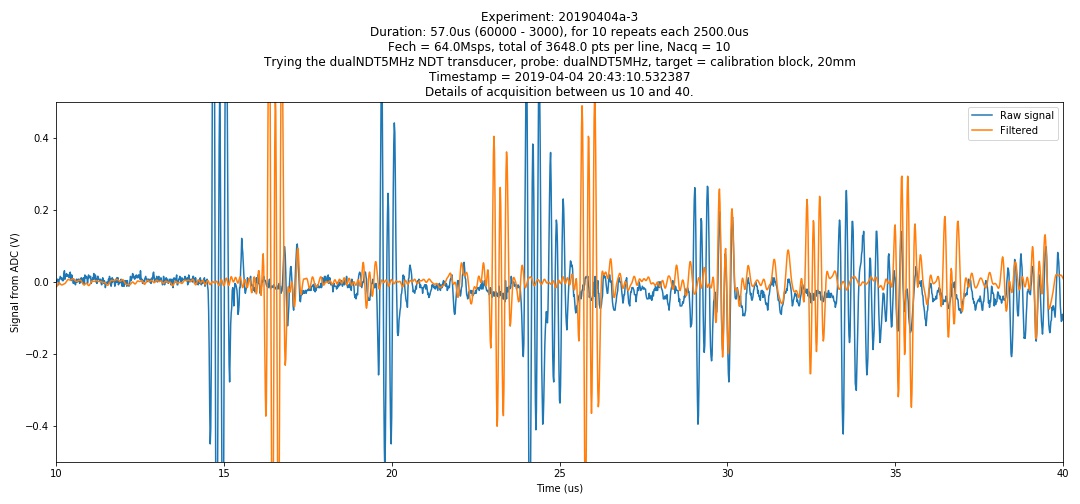 Experiment: 20190404a-3
Duration: 57.0us (60000 - 3000), for 10 repeats each 2500.0us
Fech = 64.0Msps, total of 3648.0 pts per line, Nacq = 10
Trying the dualNDT5MHz NDT transducer, probe: dualNDT5MHz, target = calibration block, 20mm
Timestamp = 2019-04-04 20:43:10.532387
Details of acquisition between us 10 and 40.
Raw signal
Filtered
Signal from ADC (V)
0.4
0.2
0.0
−0.2
−0.4
10
15
20
25
30
35
40
Time (us)